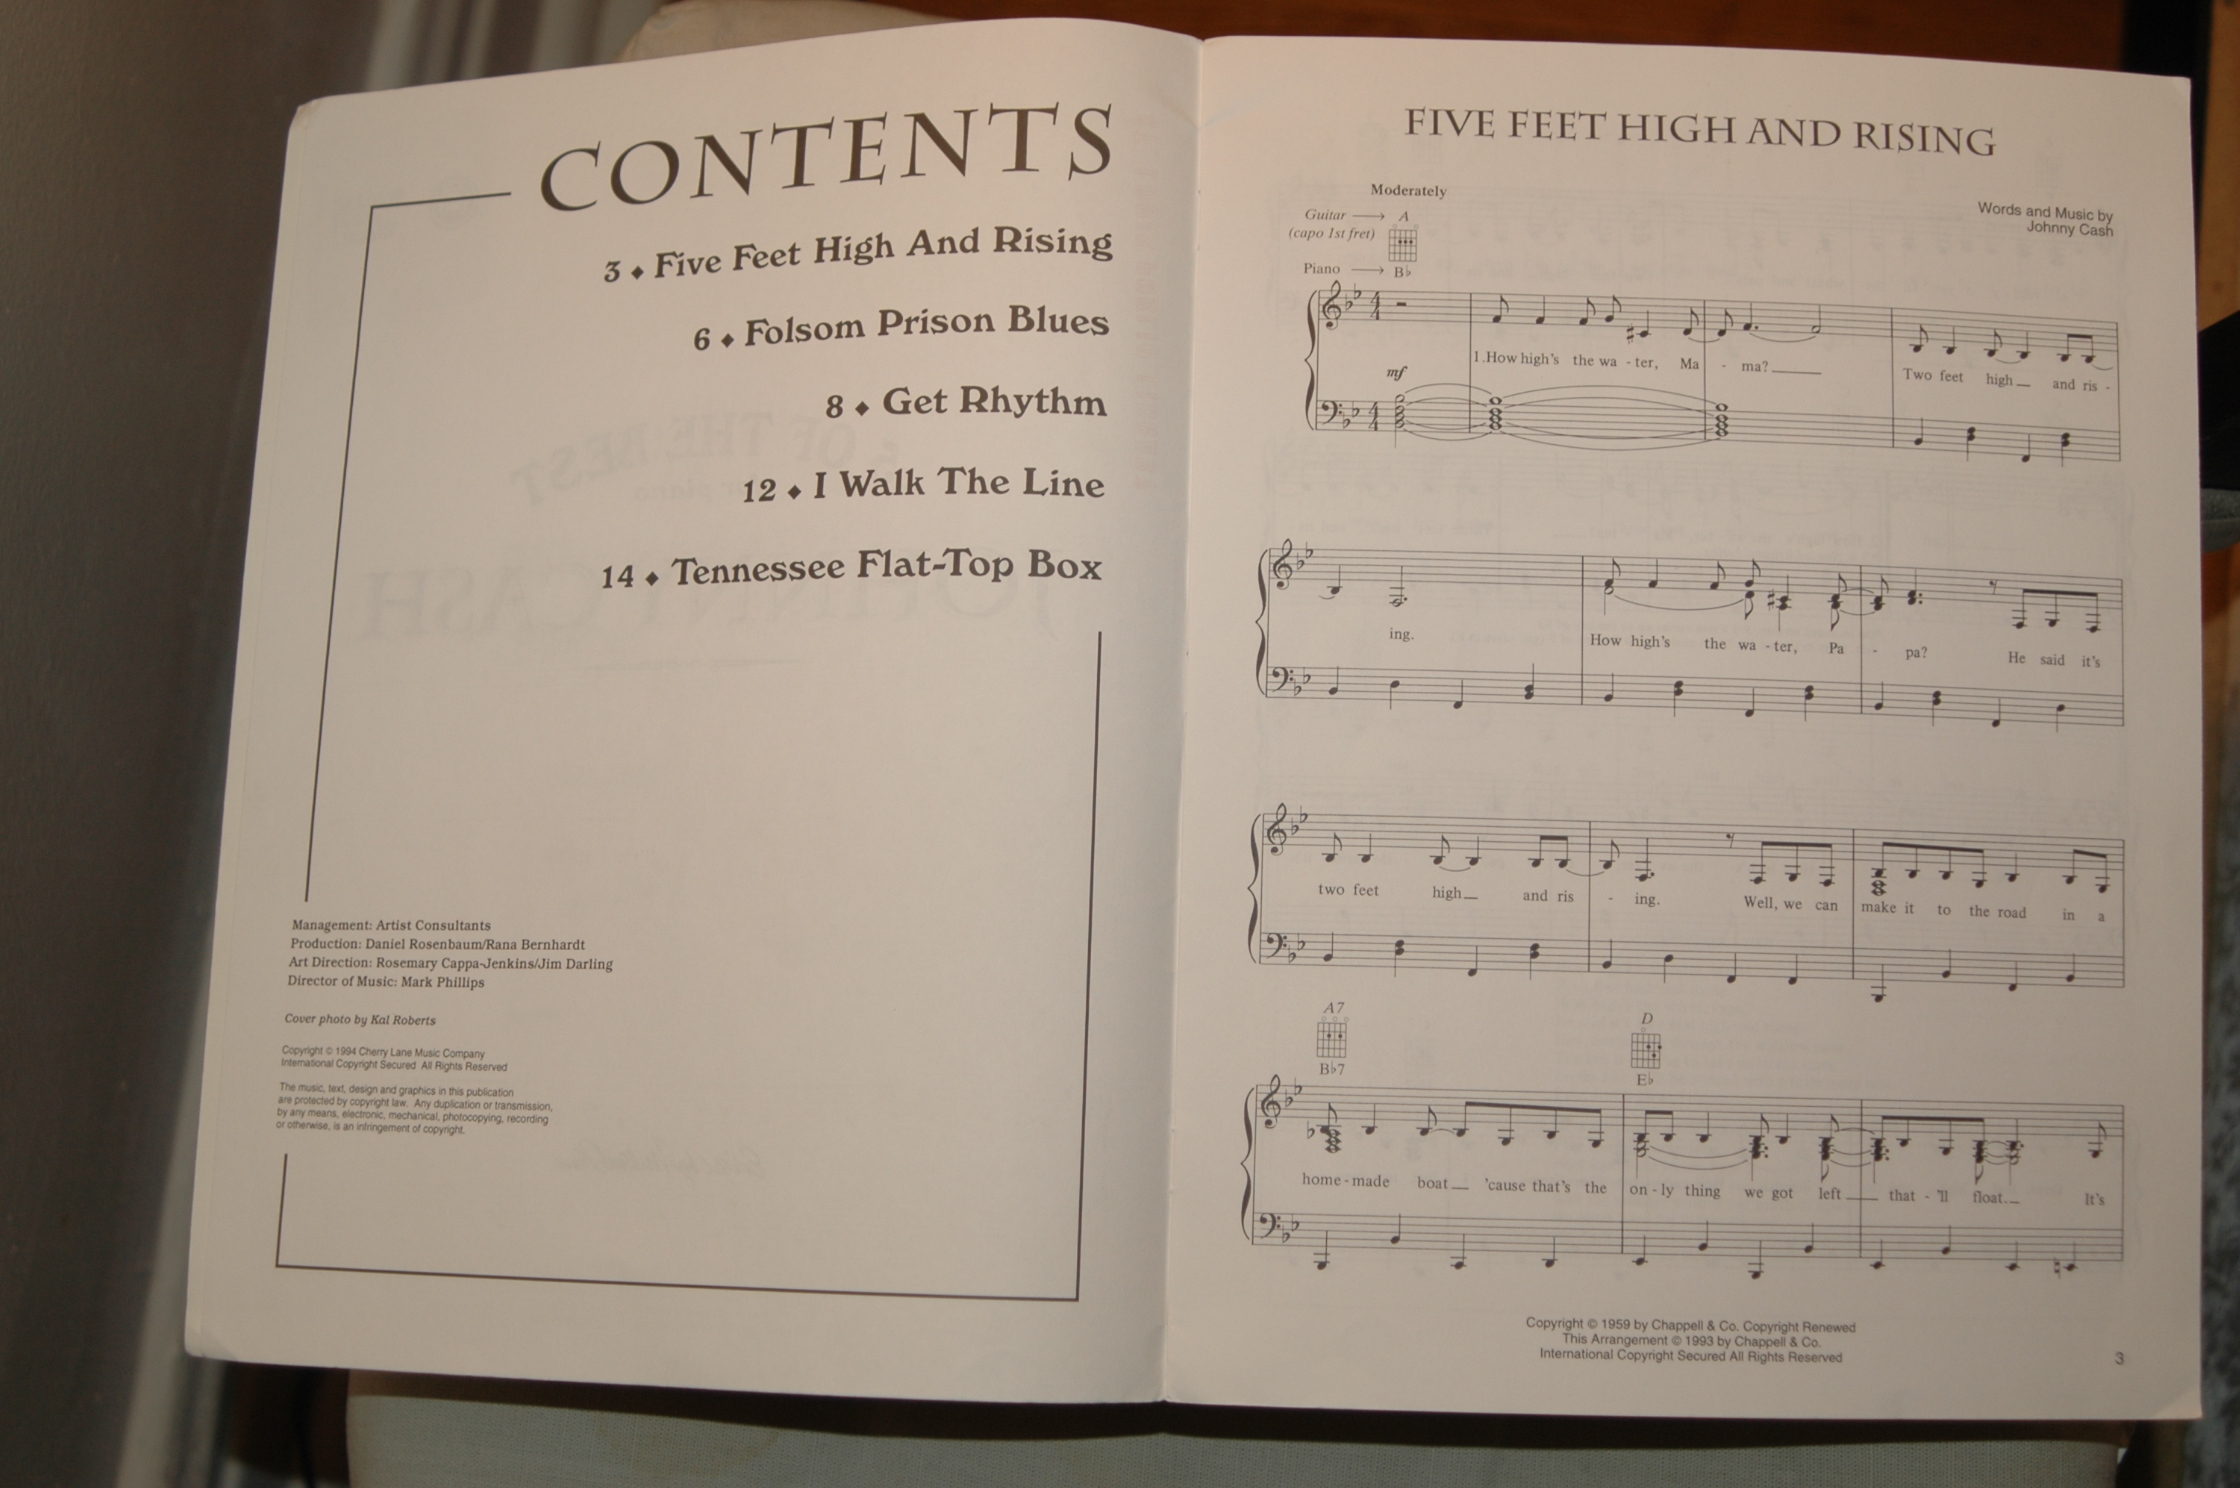 CONTENTS
3 ♦ Five Feet High And Rising
6 ♦ Folsom Prison Blues
8 ♦ Get Rhythm
12 ♦ I Walk The Line
14 ♦ Tennessee Flat-Top Box
Management: Artist Consultants
Production: Daniel Rosenbaum/Rana Bernhardt
Art Direction: Rosemary Cappa-Jenkins/Jim Darling
Director of Music: Mark Phillips
Cover photo by Kal Roberts
Copyright © 1994 Cherry Lane Music Company
International Copyright Secured All Rights Reserved
The music, text, design and graphics in this publication
are protected by copyright law. Any duplication or transmission,
by any means, electronic, mechanical, photocopying, recording
or otherwise, is an infringement of copyright.
FIVE FEET HIGH AND RISING
Words and Music by
Johnny Cash
Moderately
Guitar → A
(capo 1st fret)
Piano → B♭
mf
1.How high's the wa - ter, Ma - ma? Two feet high and ris -
ing. How high's the wa - ter, Pa - pa? He said it's
two feet high and ris - ing. Well, we can make it to the road in a
A7 D
B♭7 E♭
home - made boat 'cause that's the on - ly thing we got left that - 'll float. It's
Copyright © 1959 by Chappell & Co. Copyright Renewed
This Arrangement © 1993 by Chappell & Co.
International Copyright Secured All Rights Reserved
3